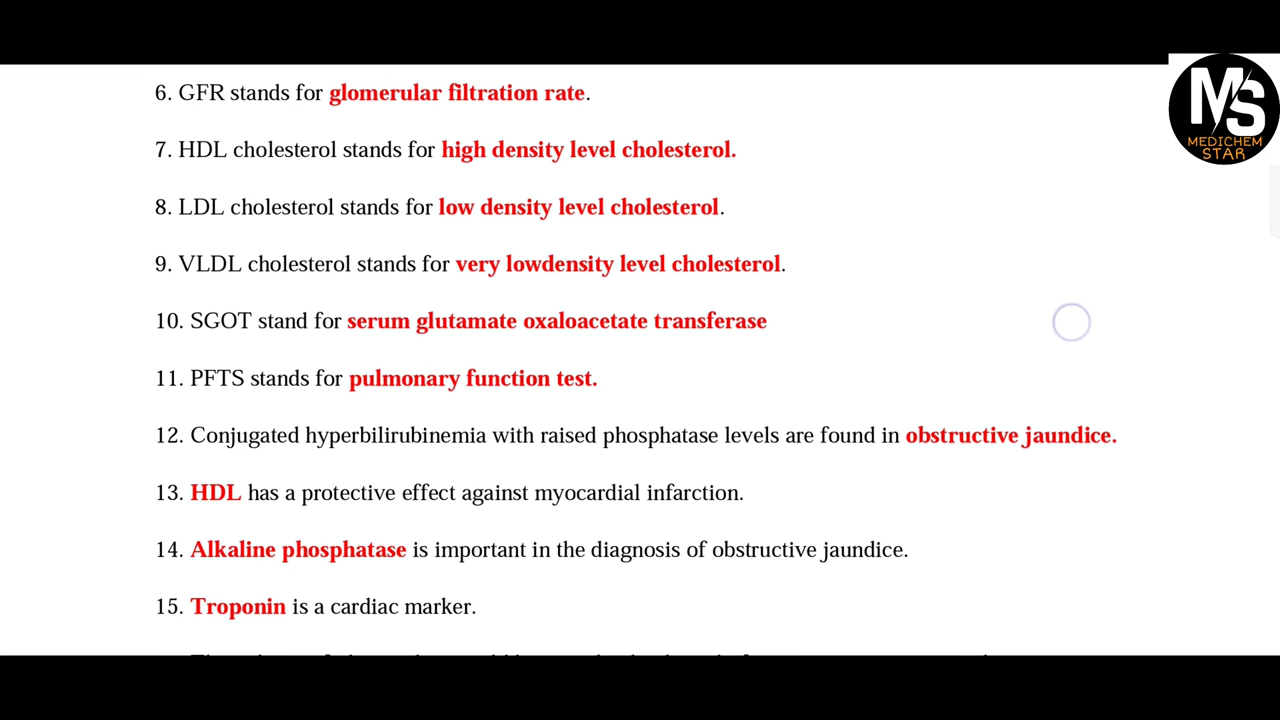 6. GFR stands for glomerular filtration rate.
7. HDL cholesterol stands for high density level cholesterol.
8. LDL cholesterol stands for low density level cholesterol.
9. VLDL cholesterol stands for very lowdensity level cholesterol.
10. SGOT stand for serum glutamate oxaloacetate transferase
11. PFTS stands for pulmonary function test.
12. Conjugated hyperbilirubinemia with raised phosphatase levels are found in obstructive jaundice.
13. HDL has a protective effect against myocardial infarction.
14. Alkaline phosphatase is important in the diagnosis of obstructive jaundice.
15. Troponin is a cardiac marker.
MS
MEDICHEM
STAR